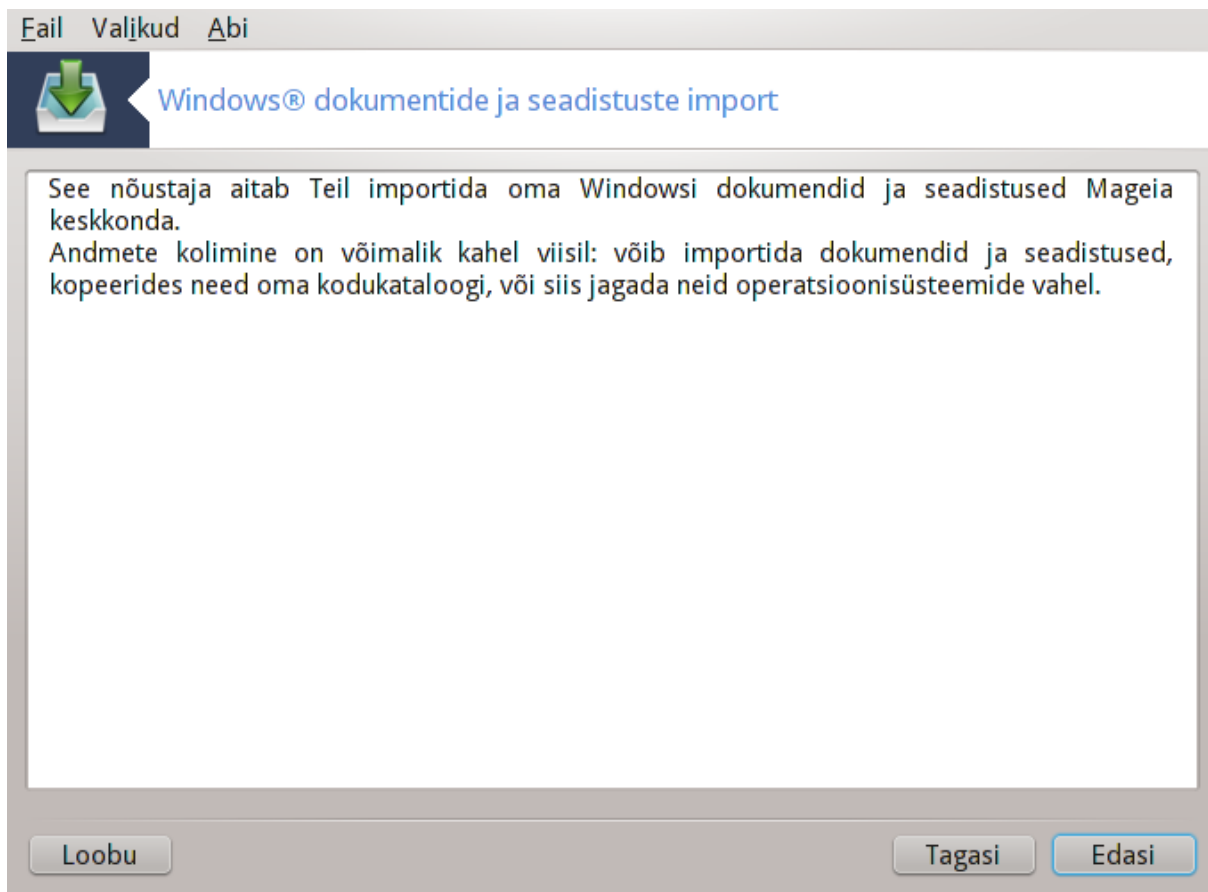 Fail Valikud Abi
Windows® dokumentide ja seadistuste import
See nõustaja aitab Teil importida oma Windowsi dokumendid ja seadistused Mageia
keskkonda.
Andmete kolimine on võimalik kahel viisil: võib importida dokumendid ja seadistused,
kopeerides need oma kodukataloogi, või siis jagada neid operatsioonisüsteemide vahel.
Loobu Tagasi Edasi